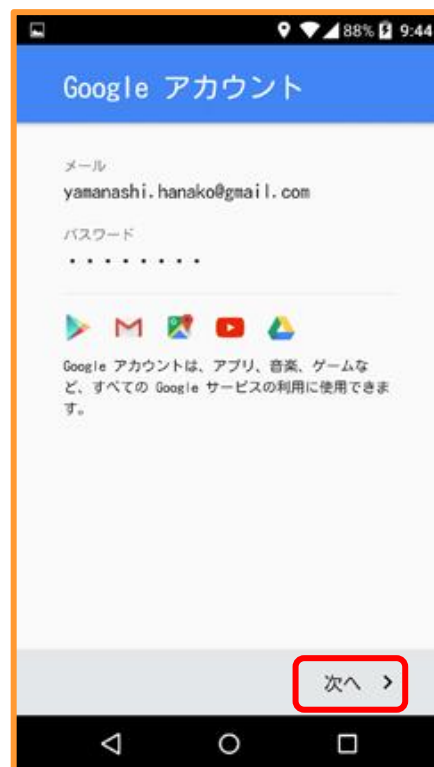 88% 9:44
Google アカウント
メール
yamanashi.hanako@gmail.com
パスワード
・・・・・・・・
Google アカウントは、アプリ、音楽、ゲームな
ど、すべての Google サービスの利用に使用できま
す。
次へ >